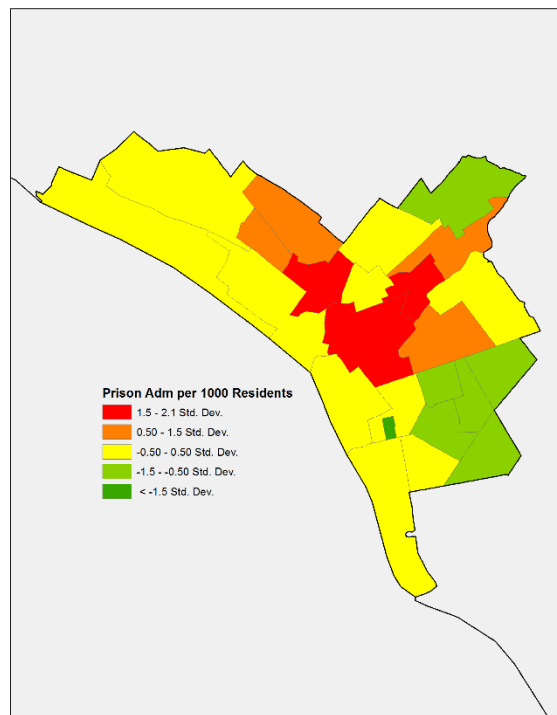 Prison Adm per 1000 Residents
1.5 - 2.1 Std. Dev.
0.50 - 1.5 Std. Dev.
-0.50 - 0.50 Std. Dev.
-1.5 - -0.50 Std. Dev.
< -1.5 Std. Dev.